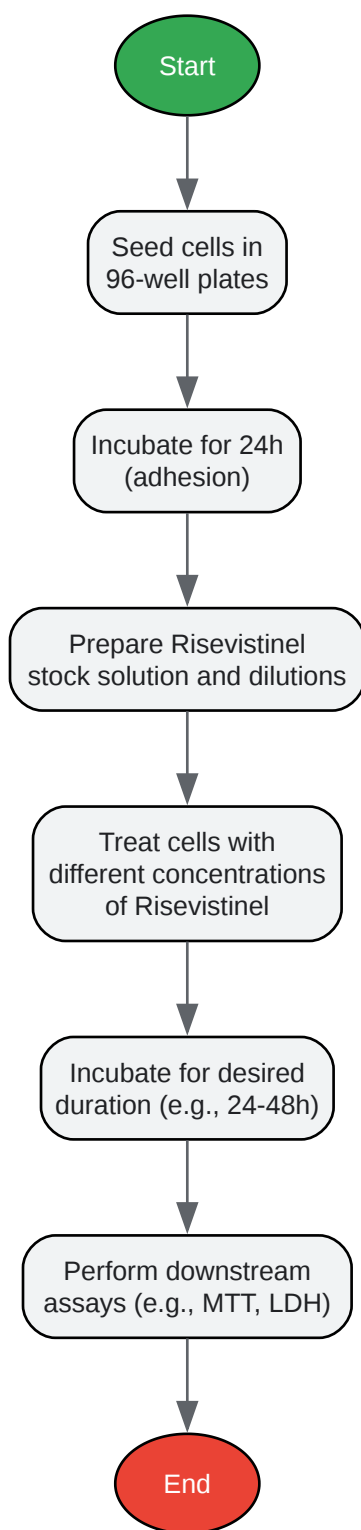 Start
Seed cells in
96-well plates
Incubate for 24h
(adhesion)
Prepare Risevistinel
stock solution and dilutions
Treat cells with
different concentrations
of Risevistinel
Incubate for desired
duration (e.g., 24-48h)
Perform downstream
assays (e.g., MTT, LDH)
End